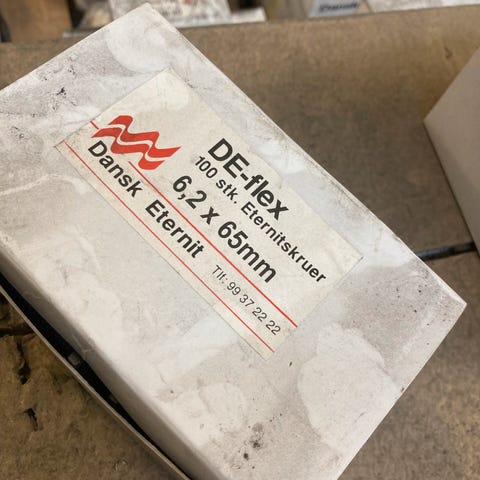 DE-flex
100 stk. Eternitskruer
6,2 x 65mm
Dansk Eternit
Tlf: 99 37 22 22